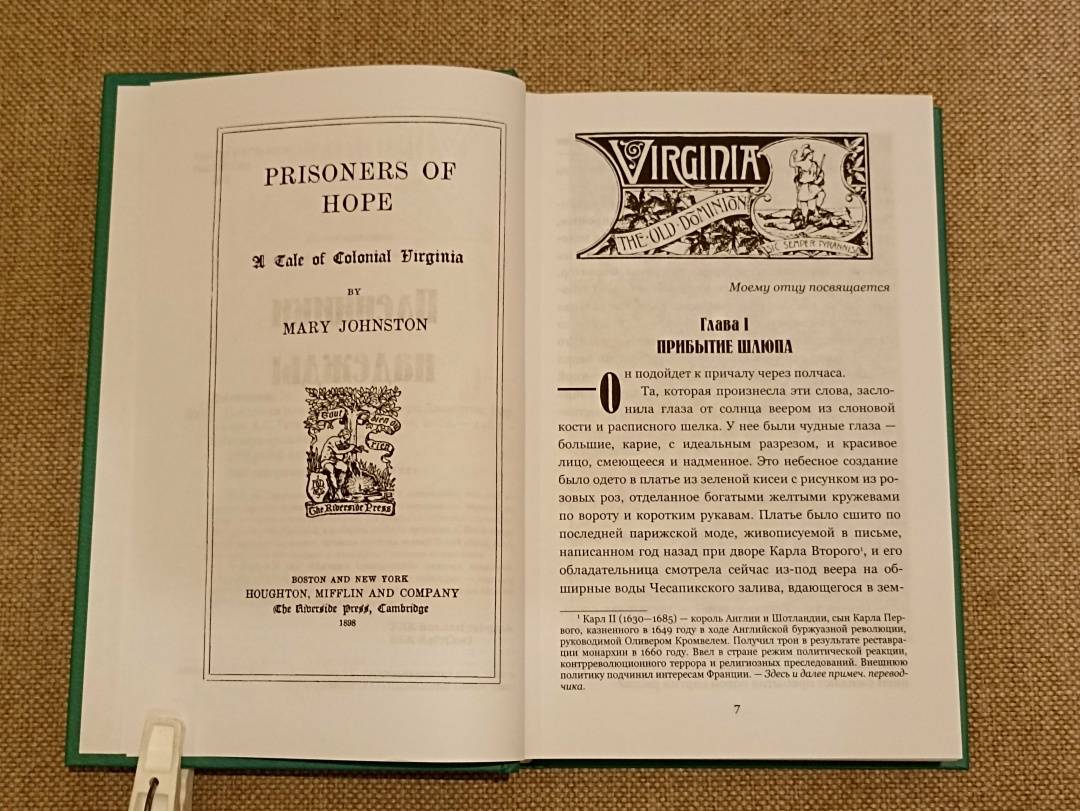 PRISONERS OF
HOPE
A Tale of Colonial Virginia
BY
MARY JOHNSTON
Tout bien ou
rien
The Riverside Press
BOSTON AND NEW YORK
HOUGHTON, MIFFLIN AND COMPANY
The Riverside Press, Cambridge
1898
VIRGINIA
THE·OLD·DOMINION
SIC SEMPER TYRANNIS
Моему отцу посвящается
Глава I
ПРИБЫТИЕ ШЛЮПА
—Он подойдет к причалу через полчаса.
Та, которая произнесла эти слова, засло-
нила глаза от солнца веером из слоновой
кости и расписного шелка. У нее были чудные глаза —
большие, карие, с идеальным разрезом, и красивое
лицо, смеющееся и надменное. Это небесное создание
было одето в платье из зеленой кисеи с рисунком из ро-
зовых роз, отделанное богатыми желтыми кружевами
по вороту и коротким рукавам. Платье было сшито по
последней парижской моде, живописуемой в письме,
написанном год назад при дворе Карла Второго¹, и его
обладательница смотрела сейчас из-под веера на об-
ширные воды Чесапикского залива, вдающегося в зем-
¹ Карл II (1630—1685) — король Англии и Шотландии, сын Карла Пер-
вого, казненного в 1649 году в ходе Английской буржуазной революции,
руководимой Оливером Кромвелем. Получил трон в результате реставра-
ции монархии в 1660 году. Ввел в стране режим политической реакции,
контрреволюционного террора и религиозных преследований. Внешнюю
политику подчинил интересам Франции. — Здесь и далее примеч. перевод-
чика.
7